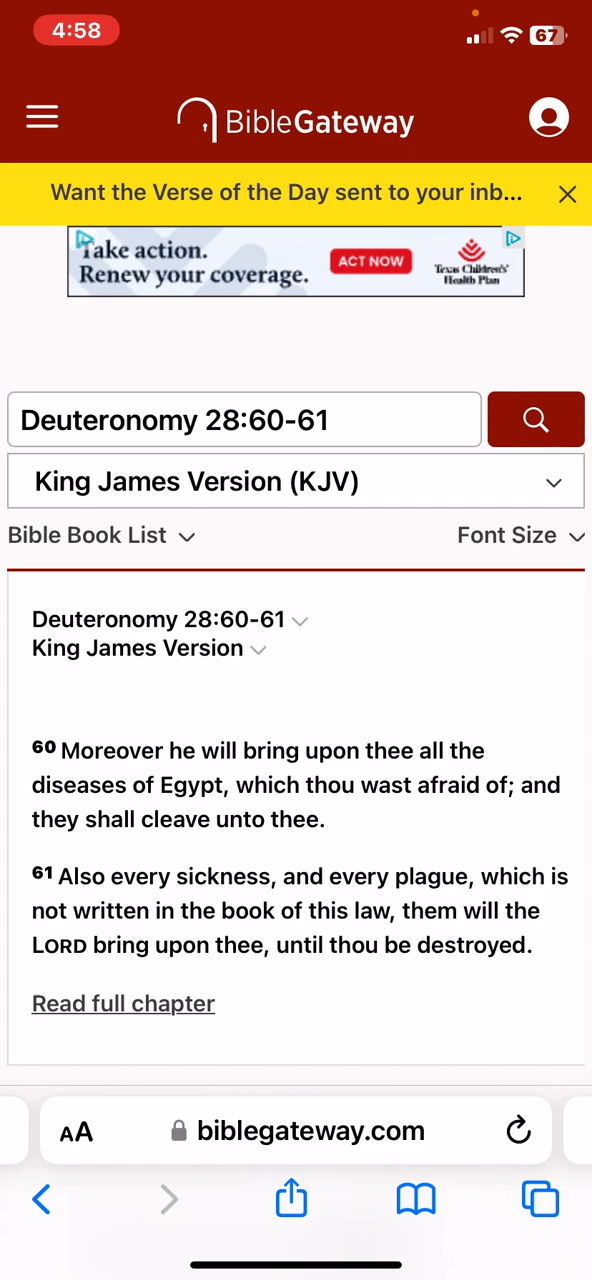 4:58
67
BibleGateway
Want the Verse of the Day sent to your inb...
Take action.
Renew your coverage.
ACT NOW
Texas Children's
Health Plan
Deuteronomy 28:60-61
King James Version (KJV)
Bible Book List
Font Size
Deuteronomy 28:60-61
King James Version
60 Moreover he will bring upon thee all the
diseases of Egypt, which thou wast afraid of; and
they shall cleave unto thee.
61 Also every sickness, and every plague, which is
not written in the book of this law, them will the
LORD bring upon thee, until thou be destroyed.
Read full chapter
AA
biblegateway.com